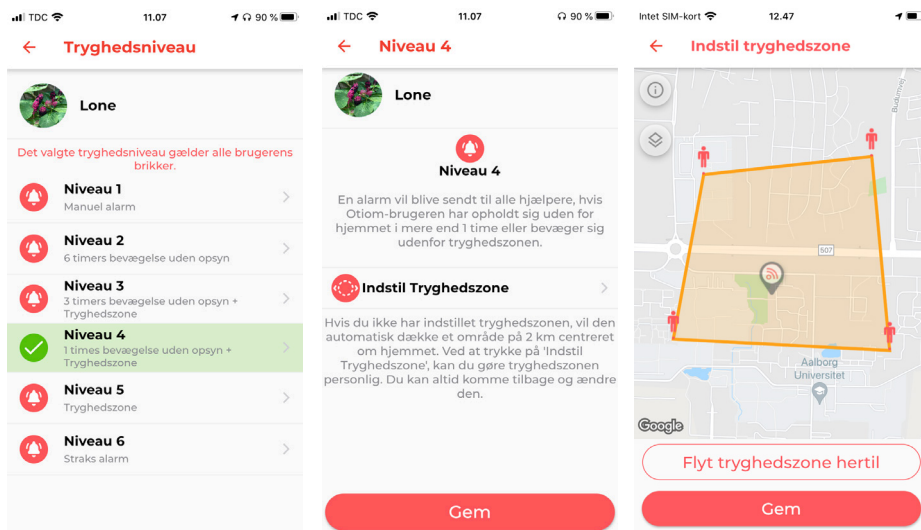 TDC 11.07 90 %
Tryghedsniveau
Lone
Det valgte tryghedsniveau gælder alle brugerens
brikker.
Niveau 1
Manuel alarm
Niveau 2
6 timers bevægelse uden opsyn
Niveau 3
3 timers bevægelse uden opsyn +
Tryghedszone
Niveau 4
1 times bevægelse uden opsyn +
Tryghedszone
Niveau 5
Tryghedszone
Niveau 6
Straks alarm
TDC 11.07 90 %
Niveau 4
Lone
Niveau 4
En alarm vil blive sendt til alle hjælpere, hvis
Otiom-brugeren har opholdt sig uden for
hjemmet i mere end 1 time eller bevæger sig
udenfor tryghedszonen.
Indstil Tryghedszone
Hvis du ikke har indstillet tryghedszonen, vil den
automatisk dække et område på 2 km centreret
om hjemmet. Ved at trykke på 'Indstil
Tryghedszone', kan du gøre tryghedszonen
personlig. Du kan altid komme tilbage og ændre
den.
Gem
Intet SIM-kort 12.47
Indstil tryghedszone
Budumvej
507
Aalborg
Universitet
Google
Flyt tryghedszone hertil
Gem